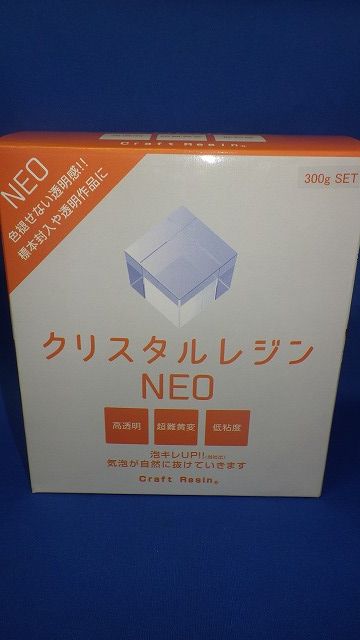 Craft Resin®
NEO
色褪せない透明感!!
標本封入や透明作品に
300g SET
クリスタルレジン
NEO
高透明
超難黄変
低粘度
泡キレUP!!(当社比)
気泡が自然に抜けていきます
Craft Resin®